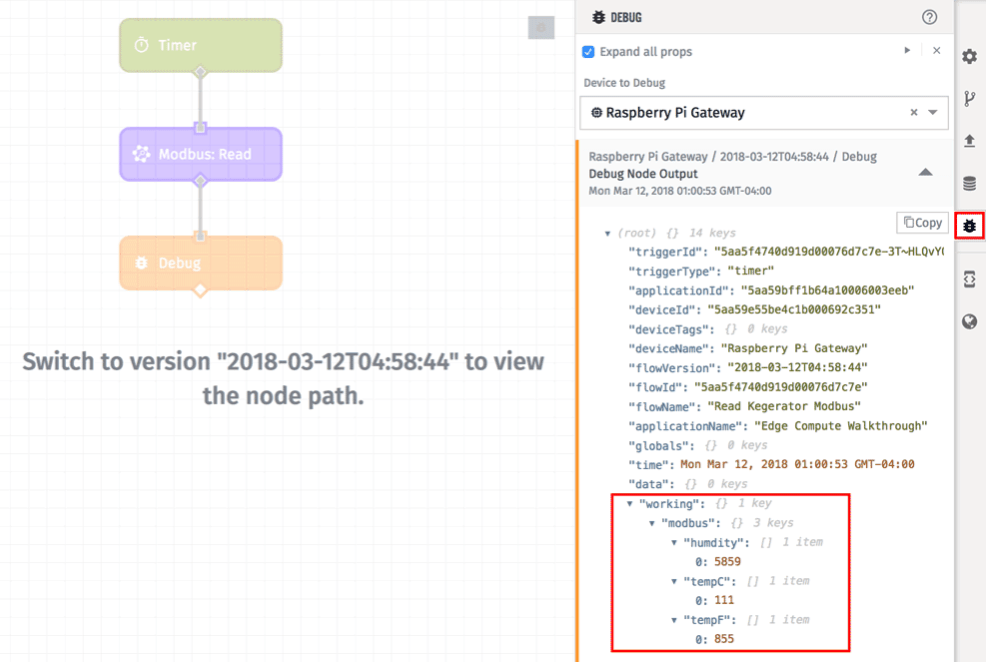 Timer
Modbus: Read
Debug
Switch to version "2018-03-12T04:58:44" to view
the node path.
DEBUG
Expand all props
Device to Debug
Raspberry Pi Gateway
Raspberry Pi Gateway / 2018-03-12T04:58:44 / Debug
Debug Node Output
Mon Mar 12, 2018 01:00:53 GMT-04:00
Copy
(root) {} 14 keys
"triggerId": "5aa5f4740d919d00076d7c7e-3T~HLQvY
"triggerType": "timer"
"applicationId": "5aa59bff1b64a10006003eeb"
"deviceId": "5aa59e55be4c1b000692c351"
"deviceTags": {} 0 keys
"deviceName": "Raspberry Pi Gateway"
"flowVersion": "2018-03-12T04:58:44"
"flowId": "5aa5f4740d919d00076d7c7e"
"flowName": "Read Kegerator Modbus"
"applicationName": "Edge Compute Walkthrough"
"globals": {} 0 keys
"time": Mon Mar 12, 2018 01:00:53 GMT-04:00
"data": {} 0 keys
"working": {} 1 key
"modbus": {} 3 keys
"humdity": [] 1 item
0: 5859
"tempC": [] 1 item
0: 111
"tempF": [] 1 item
0: 855